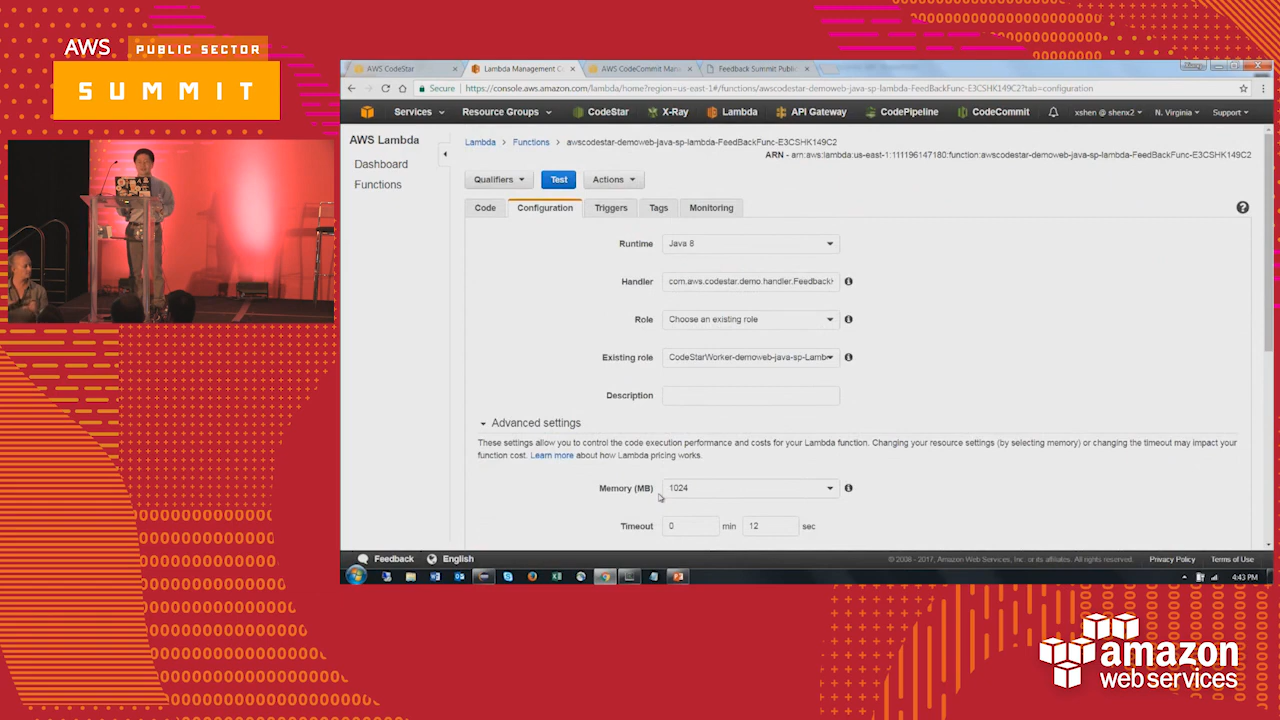 AWS PUBLIC SECTOR
SUMMIT
AWS CodeStar
Lambda Management Co
AWS CodeCommit Man
Feedback Summit Publi
Secure
https://console.aws.amazon.com/lambda/home?region=us-east-1#/functions/awscodestar-demoweb-java-sp-lambda-FeedBackFunc-E3CSHK149C2?tab=configuration
Services Resource Groups CodeStar X-Ray Lambda API Gateway CodePipeline CodeCommit xshen @ shenx2 N. Virginia Support
AWS Lambda
Dashboard
Functions
Lambda Functions awscodestar-demoweb-java-sp-lambda-FeedBackFunc-E3CSHK149C2
ARN - arn:aws:lambda:us-east-1:111196147180:function:awscodestar-demoweb-java-sp-lambda-FeedBackFunc-E3CSHK149C2
Qualifiers Test Actions
Code Configuration Triggers Tags Monitoring
Runtime Java 8
Handler com.aws.codestar.demo.handler.Feedback
Role Choose an existing role
Existing role CodeStarWorker-demoweb-java-sp-Lamb
Description
Advanced settings
These settings allow you to control the code execution performance and costs for your Lambda function. Changing your resource settings (by selecting memory) or changing the timeout may impact your
function cost. Learn more about how Lambda pricing works.
Memory (MB) 1024
Timeout 0 min 12 sec
Feedback English
© 2008 - 2017, Amazon Web Services, Inc. or its affiliates. All rights reserved. Privacy Policy Terms of Use
4:43 PM
amazon
web services